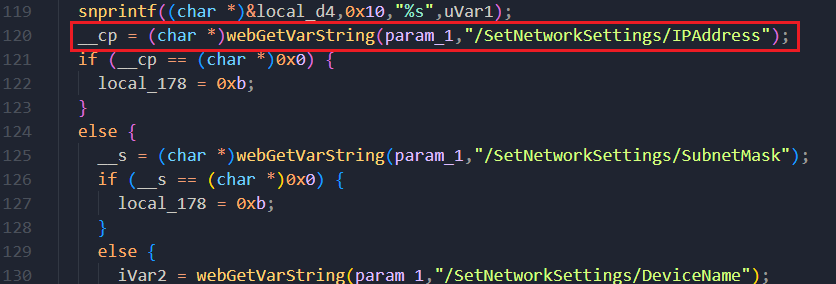 119 snprintf((char *)&local_d4,0x10,"%s",uVar1);
120 __cp = (char *)webGetVarString(param_1,"/SetNetworkSettings/IPAddress");
121 if (__cp == (char *)0x0) {
122 local_178 = 0xb;
123 }
124 else {
125 __s = (char *)webGetVarString(param_1,"/SetNetworkSettings/SubnetMask");
126 if (__s == (char *)0x0) {
127 local_178 = 0xb;
128 }
129 else {
130 iVar2 = webGetVarString(param_1,"/SetNetworkSettings/DeviceName");